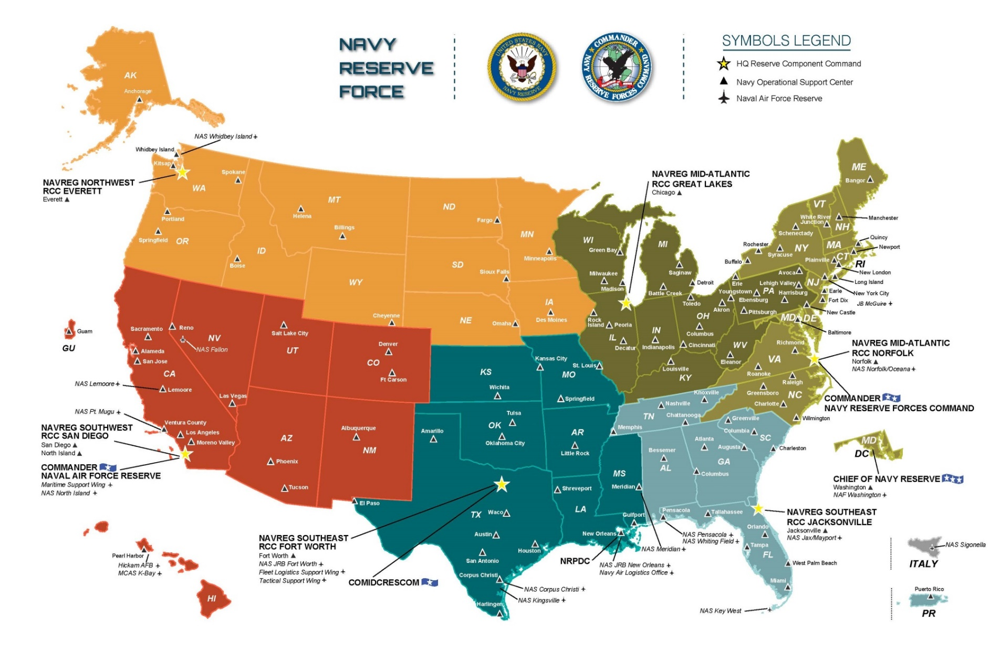 NAVY
RESERVE
FORCE
UNITED STATES NAVY
NAVY RESERVE
COMMANDER
NAVY RESERVE FORCES COMMAND
SYMBOLS LEGEND
HQ Reserve Component Command
Navy Operational Support Center
Naval Air Force Reserve
AK
Anchorage
NAS Whidbey Island
Whidbey Island
Kitsap
Spokane
WA
NAVREG NORTHWEST
RCC EVERETT
Everett
Portland
Springfield
OR
Boise
ID
MT
Helena
Billings
WY
Cheyenne
ND
Fargo
SD
Sioux Falls
NE
Omaha
MN
Minneapolis
IA
Des Moines
Guam
GU
Sacramento
Reno
NV
NAS Fallon
Alameda
San Jose
CA
NAS Lemoore
Lemoore
Las Vegas
NAS Pt. Mugu
Ventura County
Los Angeles
Moreno Valley
NAVREG SOUTHWEST
RCC SAN DIEGO
San Diego
North Island
COMMANDER
NAVAL AIR FORCE RESERVE
Maritime Support Wing
NAS North Island
Salt Lake City
UT
Denver
CO
Ft Carson
AZ
Phoenix
Tucson
Albuquerque
NM
Pearl Harbor
Hickam AFB
MCAS K-Bay
HI
KS
Wichita
Kansas City
St. Louis
MO
Springfield
Tulsa
OK
Oklahoma City
AR
Little Rock
Amarillo
El Paso
TX
Waco
Austin
San Antonio
Houston
Corpus Christi
Harlingen
NAS Corpus Christi
NAS Kingsville
NAVREG SOUTHEAST
RCC FORT WORTH
Fort Worth
NAS JRB Fort Worth
Fleet Logistics Support Wing
Tactical Support Wing
COMIDCRESCOM
Shreveport
LA
New Orleans
NRPDC
NAS JRB New Orleans
Navy Air Logistics Office
MS
Meridian
Gulfport
NAS Meridian
NAVREG MID-ATLANTIC
RCC GREAT LAKES
Chicago
WI
Green Bay
Milwaukee
Madison
MI
Saginaw
Detroit
Battle Creek
Rock
Island
Peoria
IL
Decatur
IN
Indianapolis
Toledo
OH
Columbus
Cincinnati
Akron
Youngstown
Louisville
KY
WV
Eleanor
Erie
PA
Ebensburg
Pittsburgh
Harrisburg
Lehigh Valley
Avoca
ME
Bangor
VT
White River
Junction
NH
Manchester
Schenectady
Rochester
Syracuse
NY
Buffalo
MA
Quincy
Newport
Plainville
CT
RI
New London
Long Island
New York City
NJ
Earle
Fort Dix
JB McGuire
New Castle
MD
DE
Baltimore
Richmond
VA
Roanoke
NAVREG MID-ATLANTIC
RCC NORFOLK
Norfolk
NAS Norfolk/Oceana
COMMANDER
NAVY RESERVE FORCES COMMAND
Raleigh
Greensboro
NC
Charlotte
Wilmington
Knoxville
Nashville
TN
Chattanooga
Memphis
Greenville
Columbia
SC
Charleston
Bessemer
AL
Atlanta
Augusta
GA
Columbus
MD
DC
CHIEF OF NAVY RESERVE
Washington
NAF Washington
Pensacola
Tallahassee
NAS Pensacola
NAS Whiting Field
NAVREG SOUTHEAST
RCC JACKSONVILLE
Jacksonville
NAS Jax/Mayport
Orlando
Tampa
FL
West Palm Beach
Miami
NAS Key West
NAS Sigonella
ITALY
Puerto Rico
PR